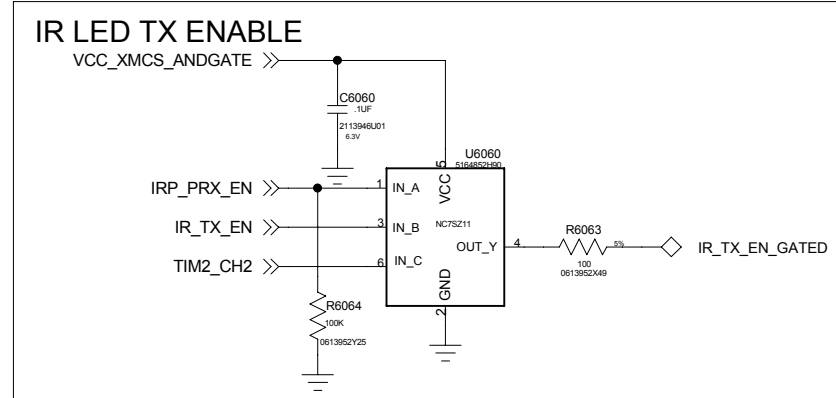 IR LED TX ENABLE
VCC_XMCS_ANDGATE
C6060
.1UF
2113946U01
6.3V
U6060
5164852H90
5
VCC
IRP_PRX_EN
1
IN_A
IR_TX_EN
3
IN_B
NC7SZ11
OUT_Y
4
R6063
5%
100
0613952X49
IR_TX_EN_GATED
TIM2_CH2
6
IN_C
GND
2
R6064
100K
0613952Y25